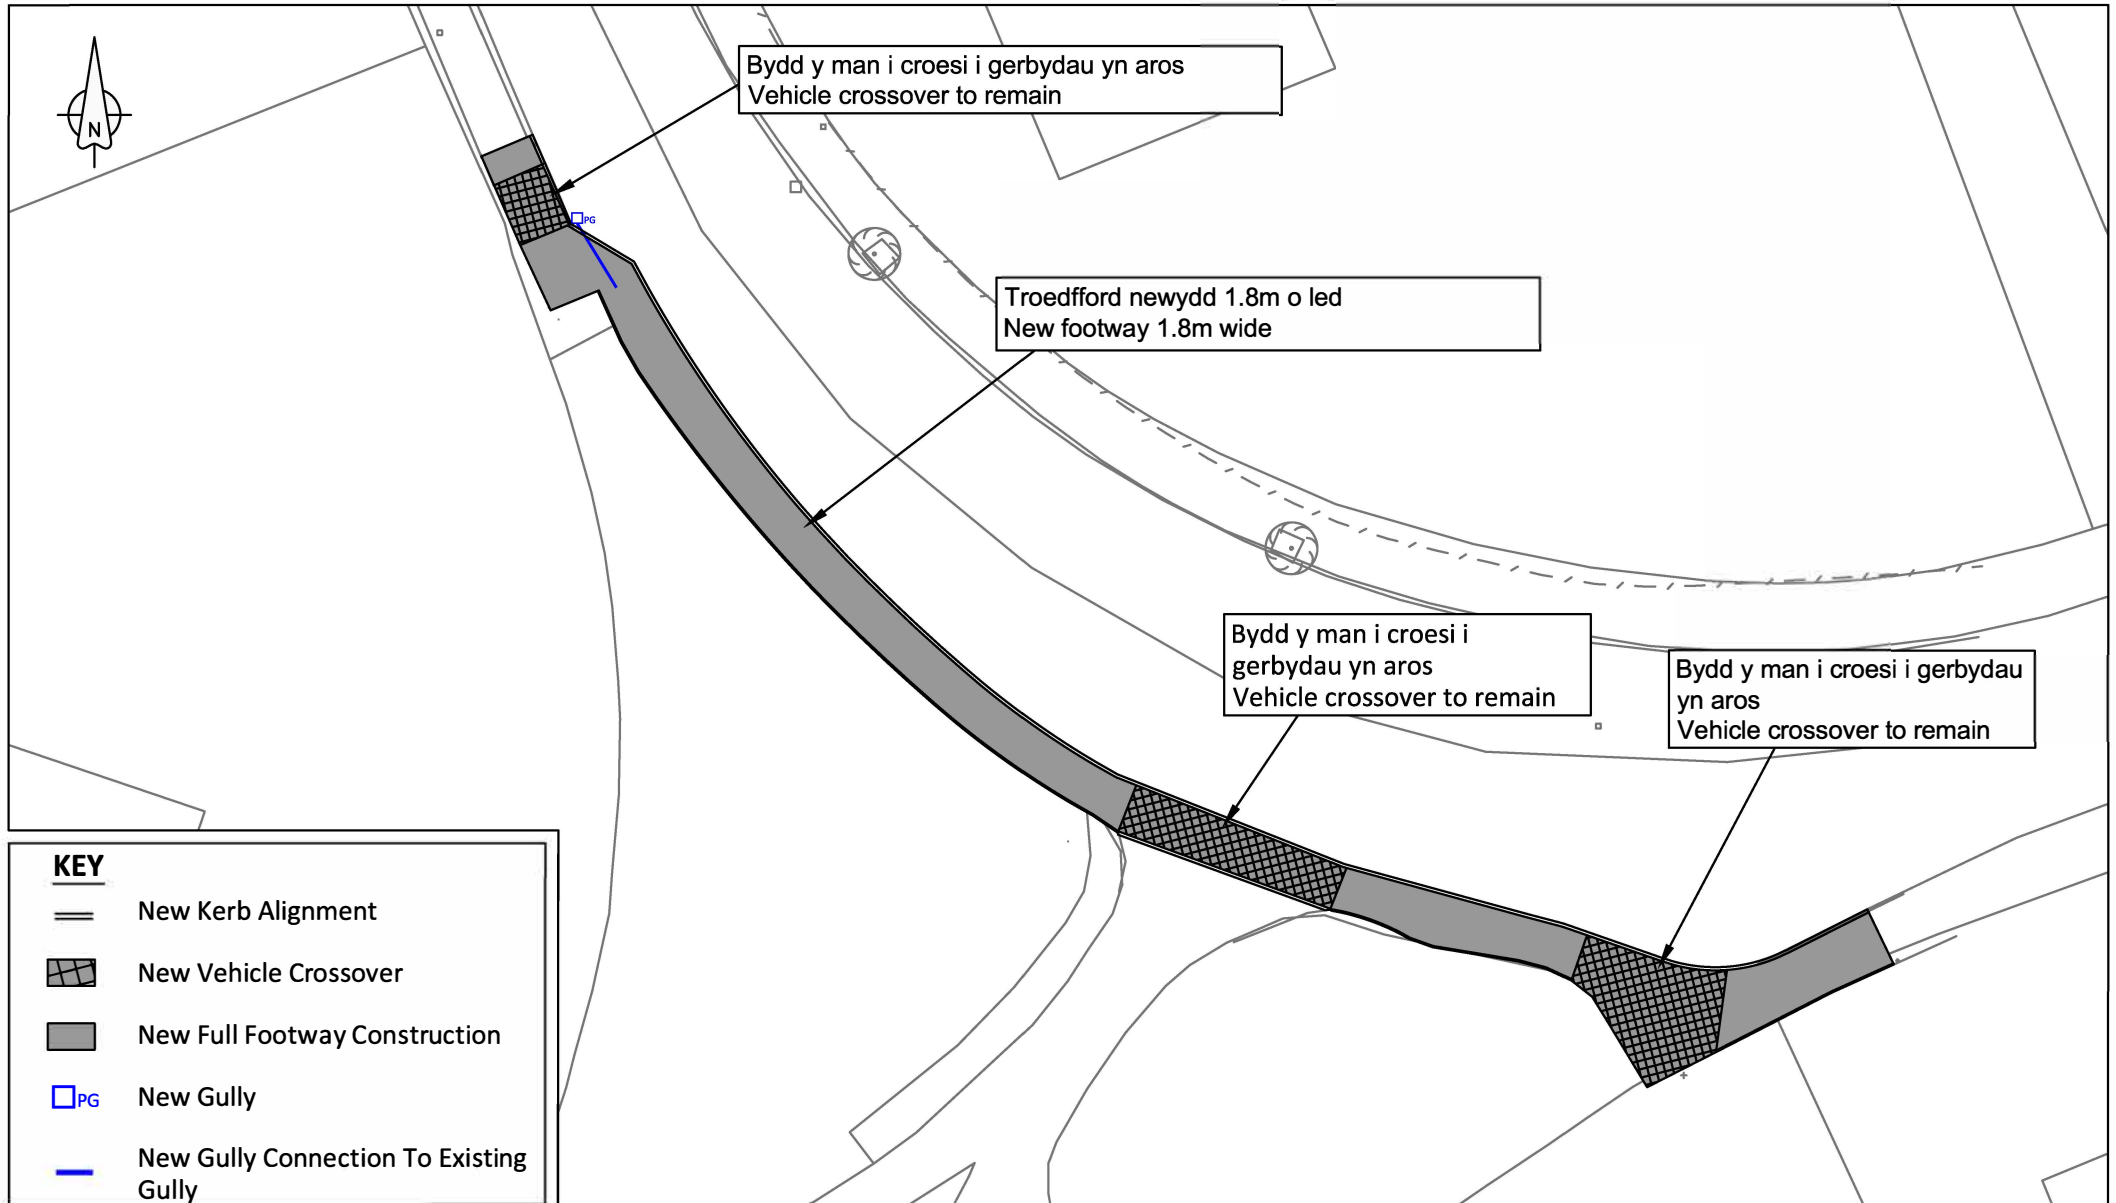 Bydd y man i croesi i gerbydau yn aros
Vehicle crossover to remain
N
PG
Troedfford newydd 1.8m o led
New footway 1.8m wide
Bydd y man i croesi i
gerbydau yn aros
Vehicle crossover to remain
Bydd y man i croesi i gerbydau
yn aros
Vehicle crossover to remain
KEY
New Kerb Alignment
New Vehicle Crossover
New Full Footway Construction
PG New Gully
New Gully Connection To Existing
Gully